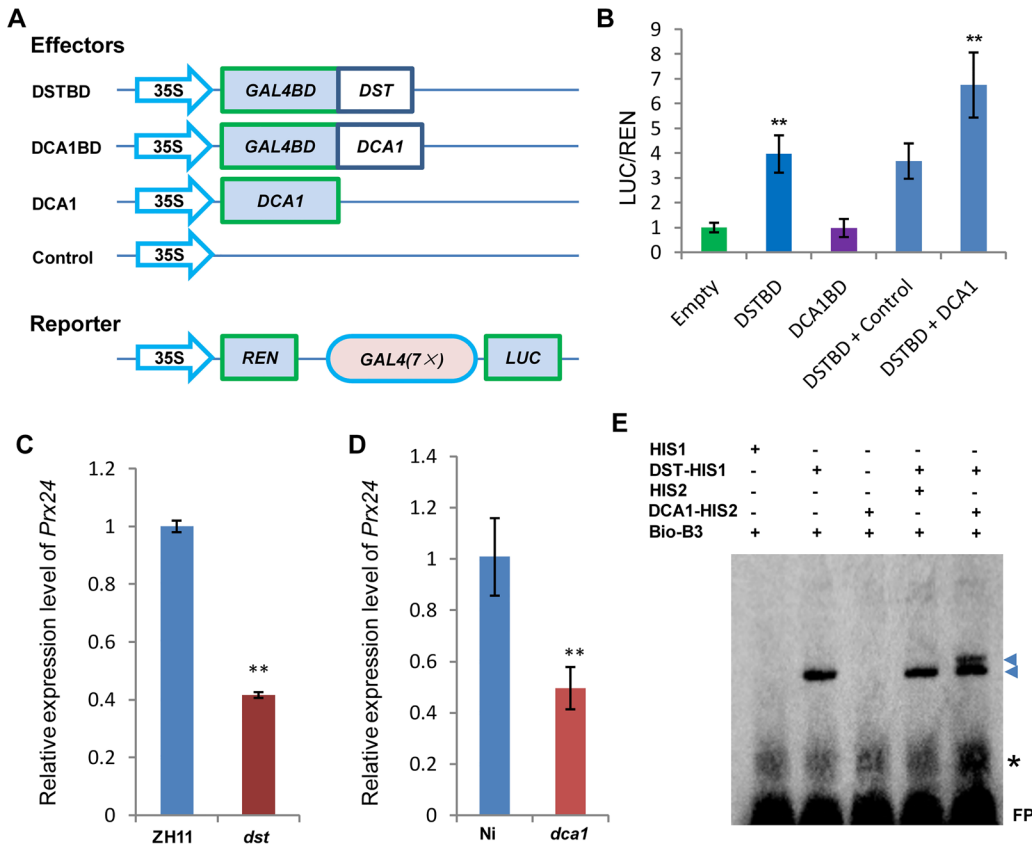 A
Effectors
DSTBD
35S
GAL4BD
DST
DCA1BD
35S
GAL4BD
DCA1
DCA1
35S
DCA1
Control
35S
Reporter
35S
REN
GAL4(7×)
LUC
B
LUC/REN
9
8
7
6
5
4
3
2
1
0
**
**
Empty
DSTBD
DCA1BD
DSTBD + Control
DSTBD + DCA1
C
Relative expression level of Prx24
1.2
1
0.8
0.6
0.4
0.2
0
**
ZH11
dst
D
Relative expression level of Prx24
1.4
1.2
1
0.8
0.6
0.4
0.2
0
**
Ni
dca1
E
HIS1 + - - - -
DST-HIS1 - + - + +
HIS2 - - - + -
DCA1-HIS2 - - + - +
Bio-B3 + + + + +
*
FP